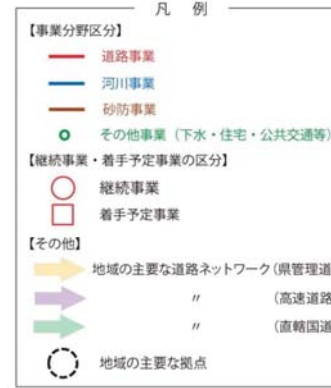 凡 例
【事業分野区分】
道路事業
河川事業
砂防事業
その他事業（下水・住宅・公共交通等）
【継続事業・着手予定事業の区分】
継続事業
着手予定事業
【その他】
地域の主要な道路ネットワーク（県管理道
〃 （高速道路
〃 （直轄国道
地域の主要な拠点